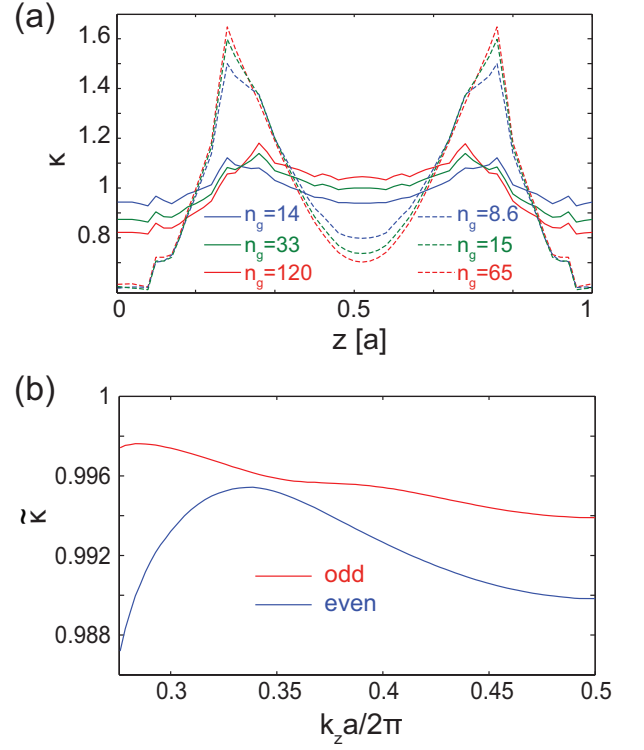 (a)
1.6
1.4
1.2
1
0.8
κ
n_g=14 n_g=8.6
n_g=33 n_g=15
n_g=120 n_g=65
0 0.5 1
z [a]
(b)
1
0.996
0.992
0.988
κ̃
odd
even
0.3 0.35 0.4 0.45 0.5
k_z a/2π